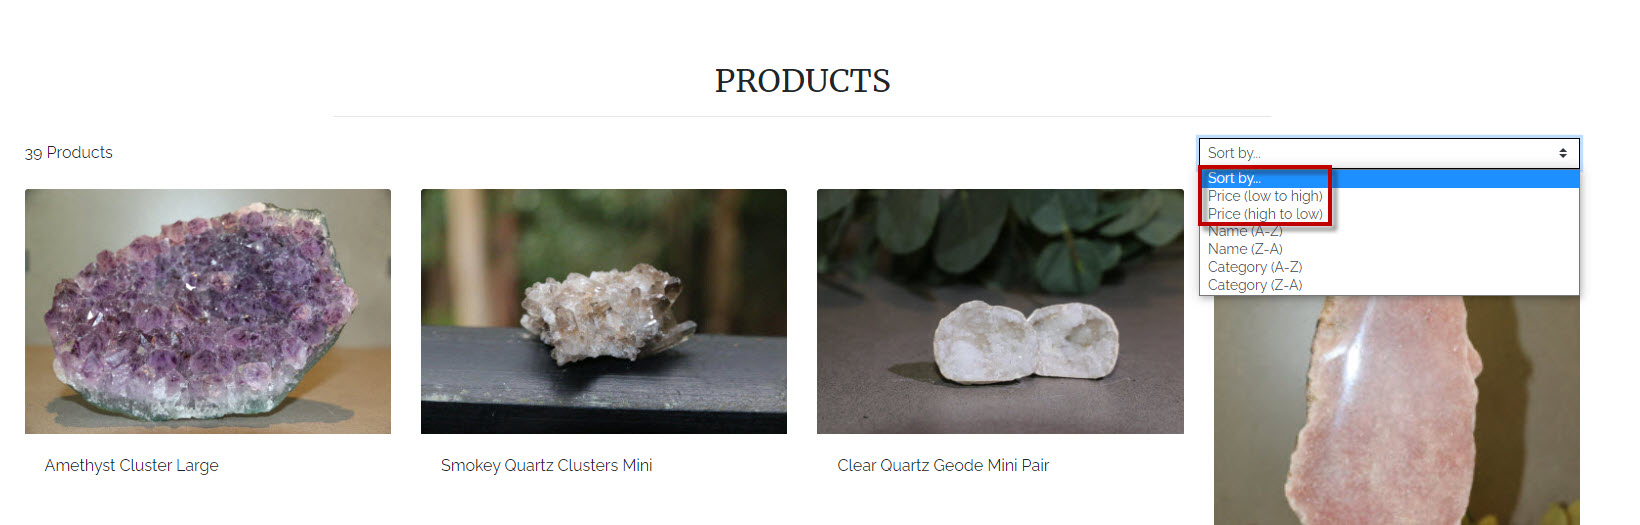 PRODUCTS
39 Products
Sort by...
Sort by...
Price (low to high)
Price (high to low)
Name (A-Z)
Name (Z-A)
Category (A-Z)
Category (Z-A)
Amethyst Cluster Large
Smokey Quartz Clusters Mini
Clear Quartz Geode Mini Pair